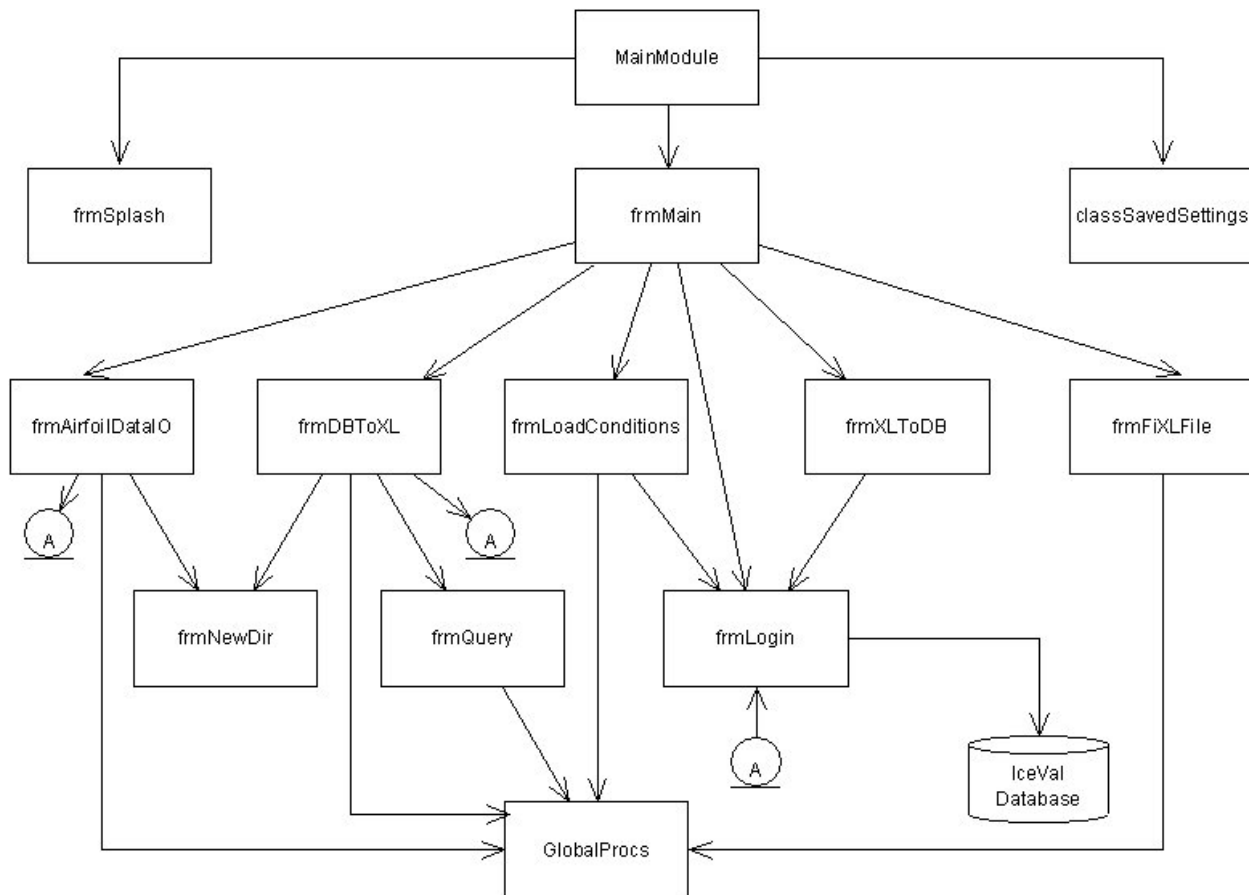 MainModule
frmSplash
frmMain
classSavedSettings
frmAirfoilDataIO
frmDBToXL
frmLoadConditions
frmXLToDB
frmFiXLFile
A
A
frmNewDir
frmQuery
frmLogin
A
IceVal
Database
GlobalProcs